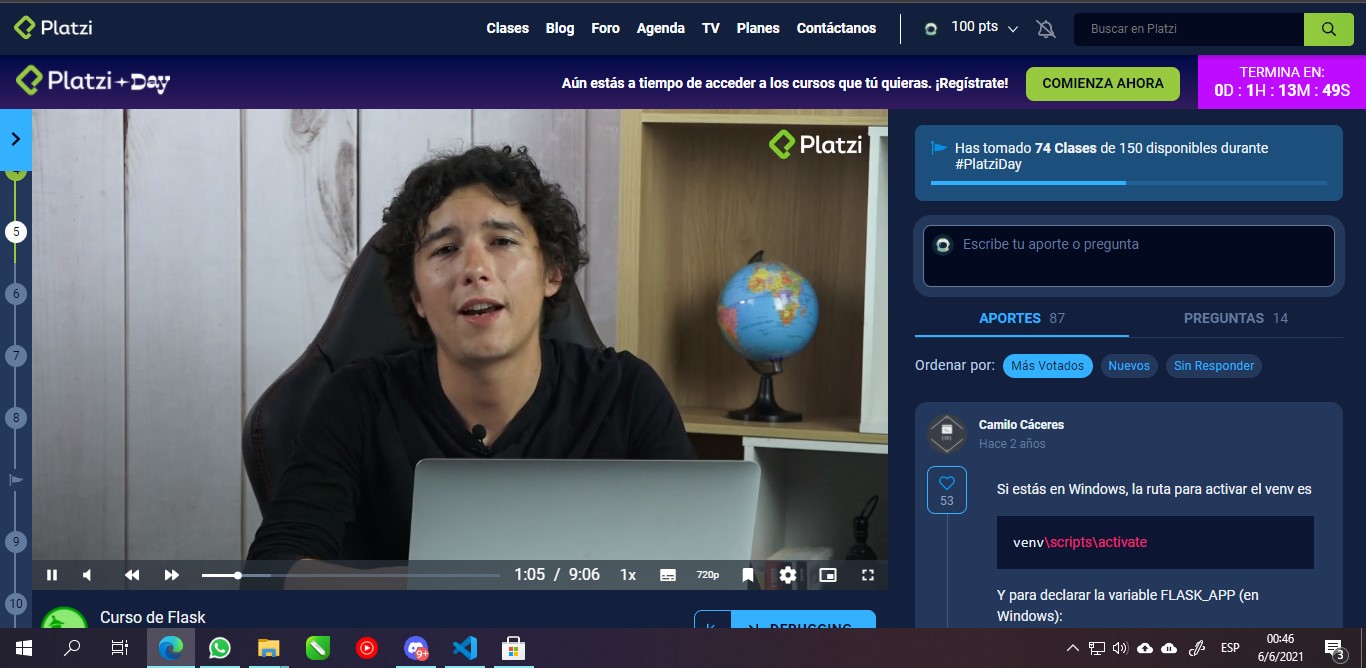 Platzi
Clases Blog Foro Agenda TV Planes Contáctanos
100 pts
Buscar en Platzi
Platzi Day
Aún estás a tiempo de acceder a los cursos que tú quieras. ¡Regístrate!
COMIENZA AHORA
TERMINA EN:
0D : 1H : 13M : 49S
Platzi
Has tomado 74 Clases de 150 disponibles durante
#PlatziDay
4
5
6
7
8
9
10
Escribe tu aporte o pregunta
APORTES 87
PREGUNTAS 14
Ordenar por: Más Votados Nuevos Sin Responder
Camilo Cáceres
Hace 2 años
53
Si estás en Windows, la ruta para activar el venv es
venv\scripts\activate
Y para declarar la variable FLASK_APP (en
Windows):
1:05 / 9:06 1x 720p
Curso de Flask
DEBUGGING
9+
ESP
00:46
6/6/2021
3